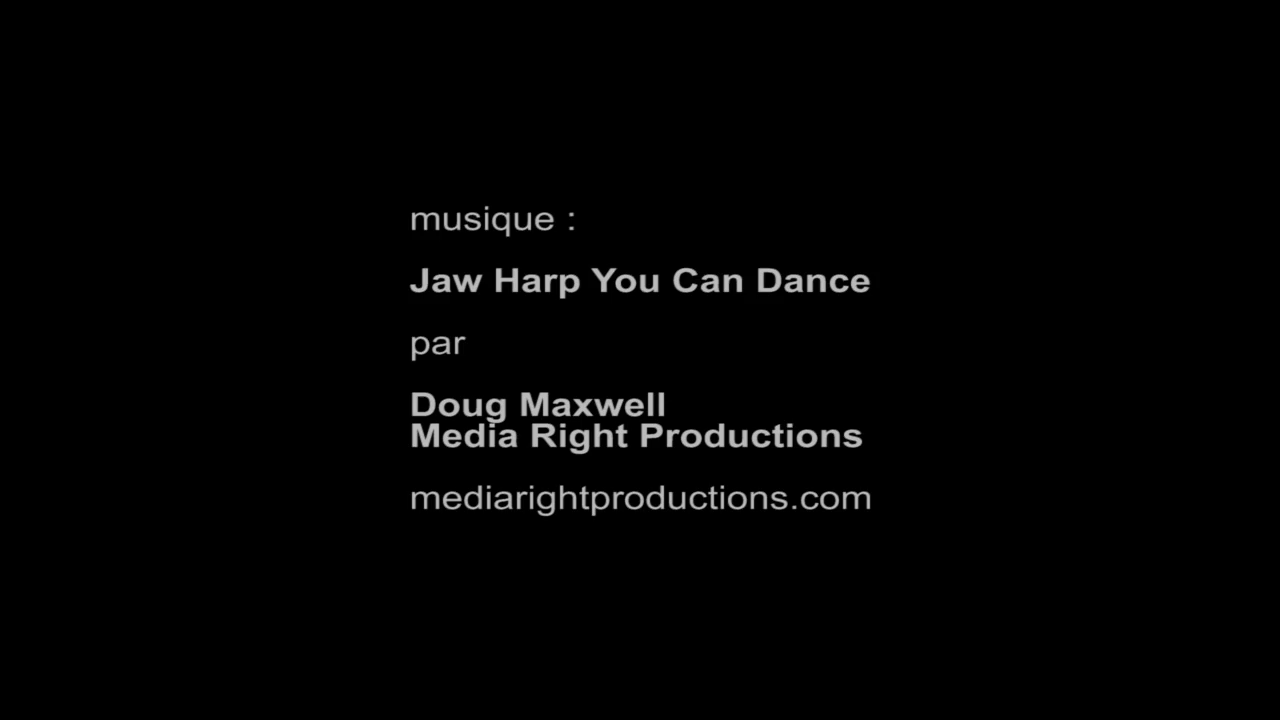 musique :
Jaw Harp You Can Dance
par
Doug Maxwell
Media Right Productions
mediarightproductions.com